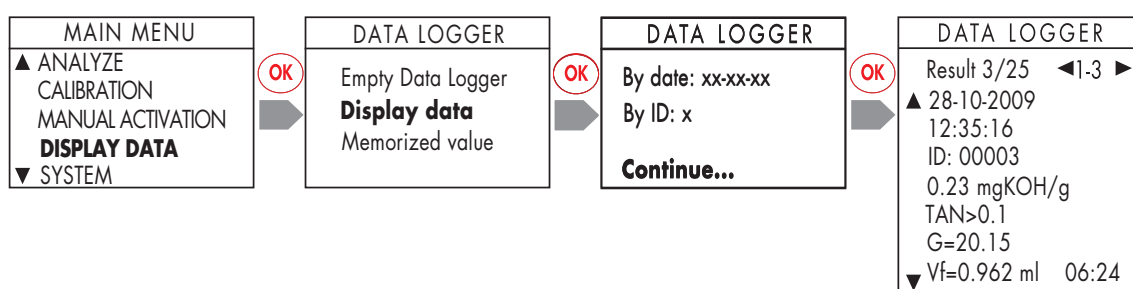 MAIN MENU
▲ ANALYZE
CALIBRATION
MANUAL ACTIVATION
DISPLAY DATA
▼ SYSTEM
OK
DATA LOGGER
Empty Data Logger
Display data
Memorized value
OK
DATA LOGGER
By date: xx-xx-xx
By ID: x
Continue...
OK
DATA LOGGER
Result 3/25 ◄1-3 ►
▲ 28-10-2009
12:35:16
ID: 00003
0.23 mgKOH/g
TAN>0.1
G=20.15
▼ Vf=0.962 ml 06:24